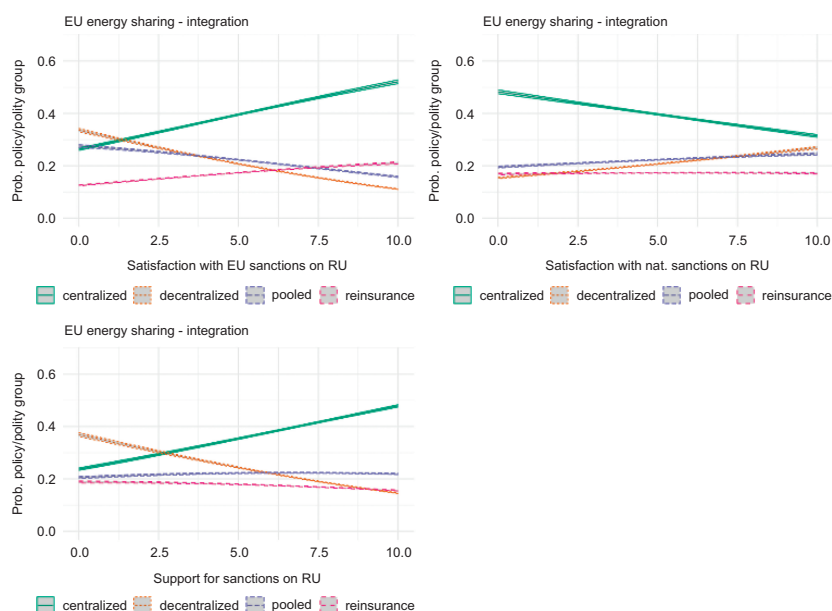 EU energy sharing - integration
Prob. policy/polity group
0.6
0.4
0.2
0.0
0.0 2.5 5.0 7.5 10.0
Satisfaction with EU sanctions on RU
centralized decentralized pooled reinsurance
EU energy sharing - integration
Prob. policy/polity group
0.6
0.4
0.2
0.0
0.0 2.5 5.0 7.5 10.0
Satisfaction with nat. sanctions on RU
centralized decentralized pooled reinsurance
EU energy sharing - integration
Prob. policy/polity group
0.6
0.4
0.2
0.0
0.0 2.5 5.0 7.5 10.0
Support for sanctions on RU
centralized decentralized pooled reinsurance